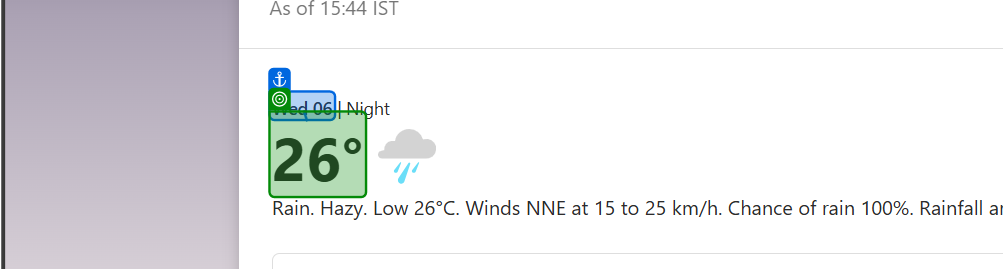 As of 15:44 IST
Wed 06 | Night
26°
Rain. Hazy. Low 26°C. Winds NNE at 15 to 25 km/h. Chance of rain 100%. Rainfall